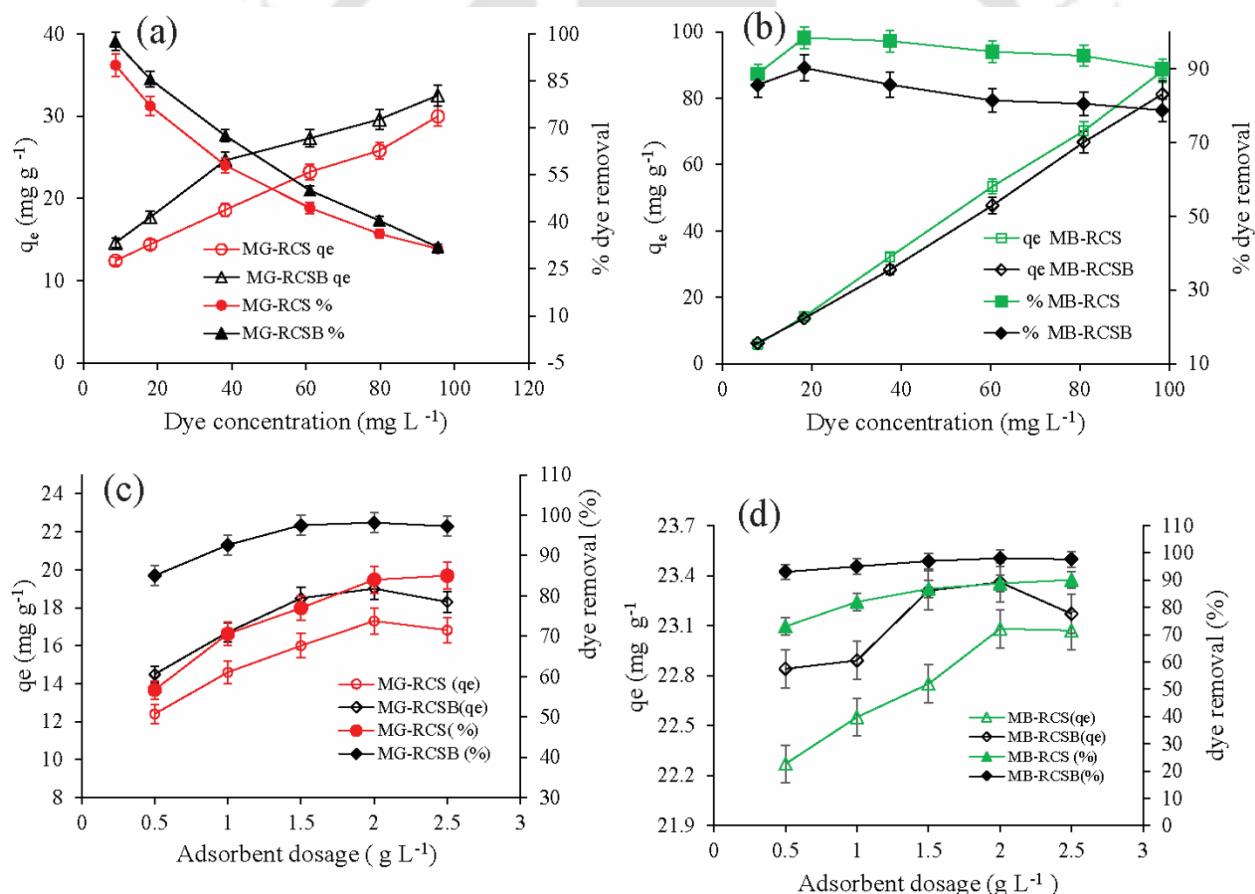 (a)
40
30
20
10
0
qₑ (mg g⁻¹)
100
85
70
55
40
25
10
-5
% dye removal
MG-RCS qe
MG-RCSB qe
MG-RCS %
MG-RCSB %
0 20 40 60 80 100 120
Dye concentration (mg L ⁻¹)
(b)
100
80
60
40
20
0
qₑ (mg g⁻¹)
90
70
50
30
10
% dye removal
qe MB-RCS
qe MB-RCSB
% MB-RCS
% MB-RCSB
0 20 40 60 80 100
Dye concentration (mg L⁻¹)
(c)
22
20
18
16
14
12
10
8
qe (mg g⁻¹)
110
100
90
80
70
60
50
40
30
dye removal (%)
MG-RCS (qe)
MG-RCSB(qe)
MG-RCS( %)
MG-RCSB (%)
0 0.5 1 1.5 2 2.5 3
Adsorbent dosage ( g L⁻¹)
(d)
23.7
23.4
23.1
22.8
22.5
22.2
21.9
qe (mg g⁻¹)
110
100
90
80
70
60
50
40
30
20
10
0
dye removal (%)
MB-RCS(qe)
MB-RCSB(qe)
MB-RCS (%)
MB-RCSB(%)
0 0.5 1 1.5 2 2.5 3
Adsorbent dosage (g L⁻¹)